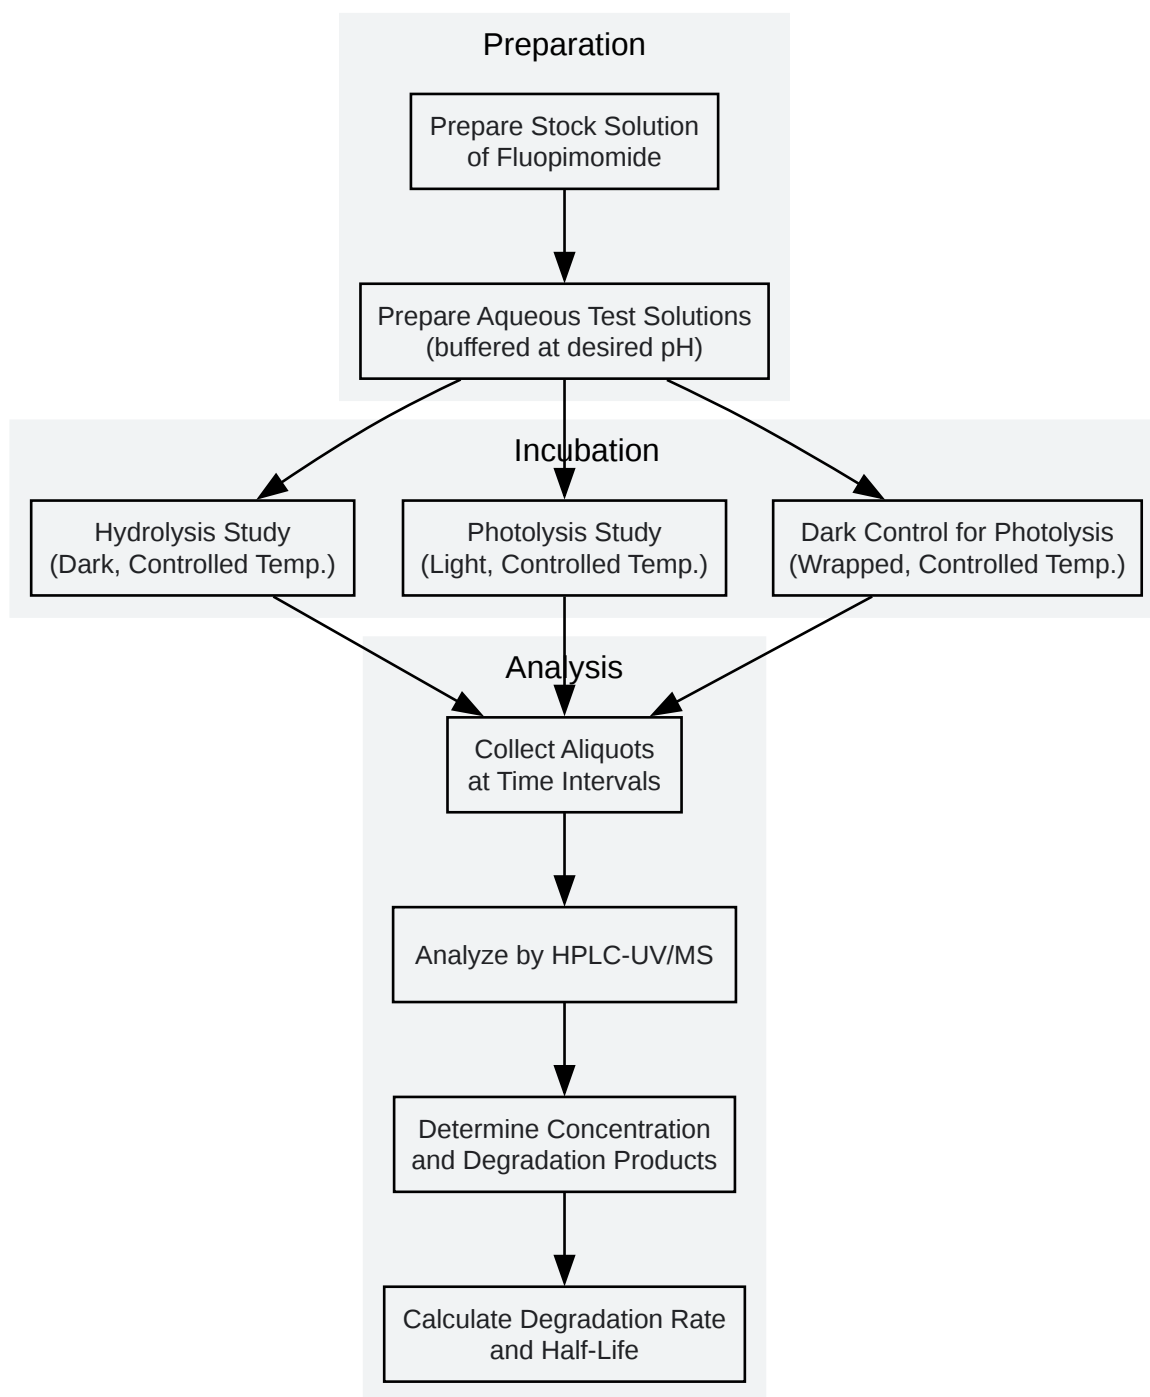 Preparation
Prepare Stock Solution
of Fluopimomide
Prepare Aqueous Test Solutions
(buffered at desired pH)
Incubation
Hydrolysis Study
(Dark, Controlled Temp.)
Photolysis Study
(Light, Controlled Temp.)
Dark Control for Photolysis
(Wrapped, Controlled Temp.)
Analysis
Collect Aliquots
at Time Intervals
Analyze by HPLC-UV/MS
Determine Concentration
and Degradation Products
Calculate Degradation Rate
and Half-Life